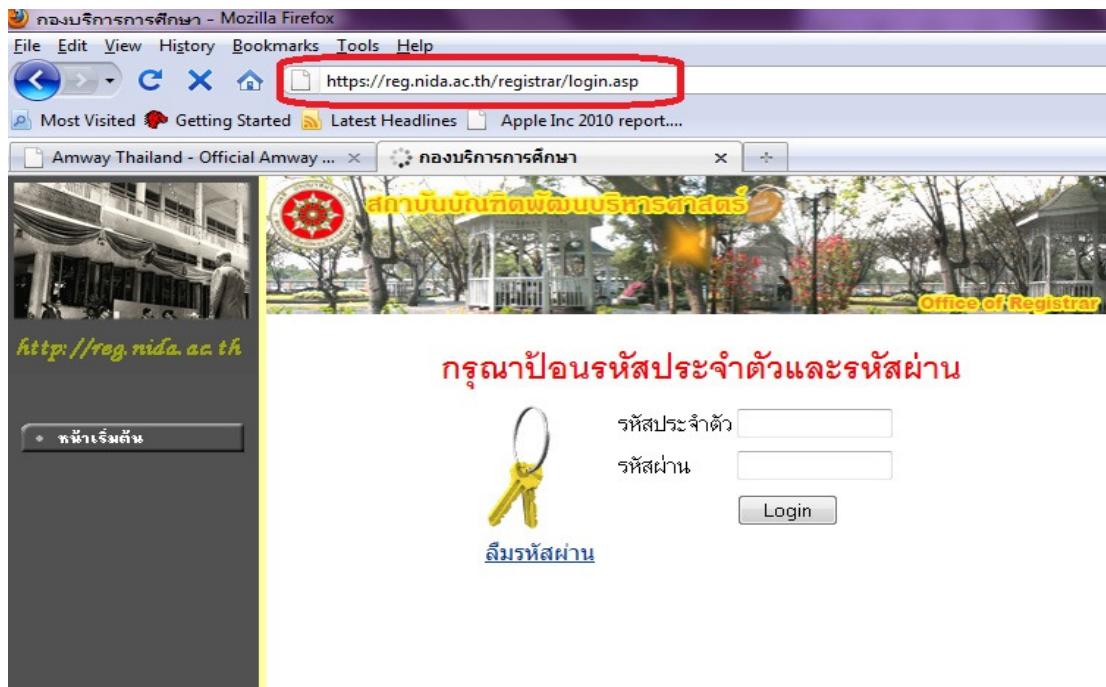 กองบริการการศึกษา - Mozilla Firefox
File Edit View History Bookmarks Tools Help
https://reg.nida.ac.th/registrar/login.asp
Most Visited Getting Started Latest Headlines Apple Inc 2010 report....
Amway Thailand - Official Amway ... กองบริการการศึกษา
สถาบันบัณฑิตพัฒนบริหารศาสตร์
Office of Registrar
http://reg.nida.ac.th
กรุณาป้อนรหัสประจำตัวและรหัสผ่าน
หน้าเริ่มต้น
รหัสประจำตัว
รหัสผ่าน
Login
ลืมรหัสผ่าน